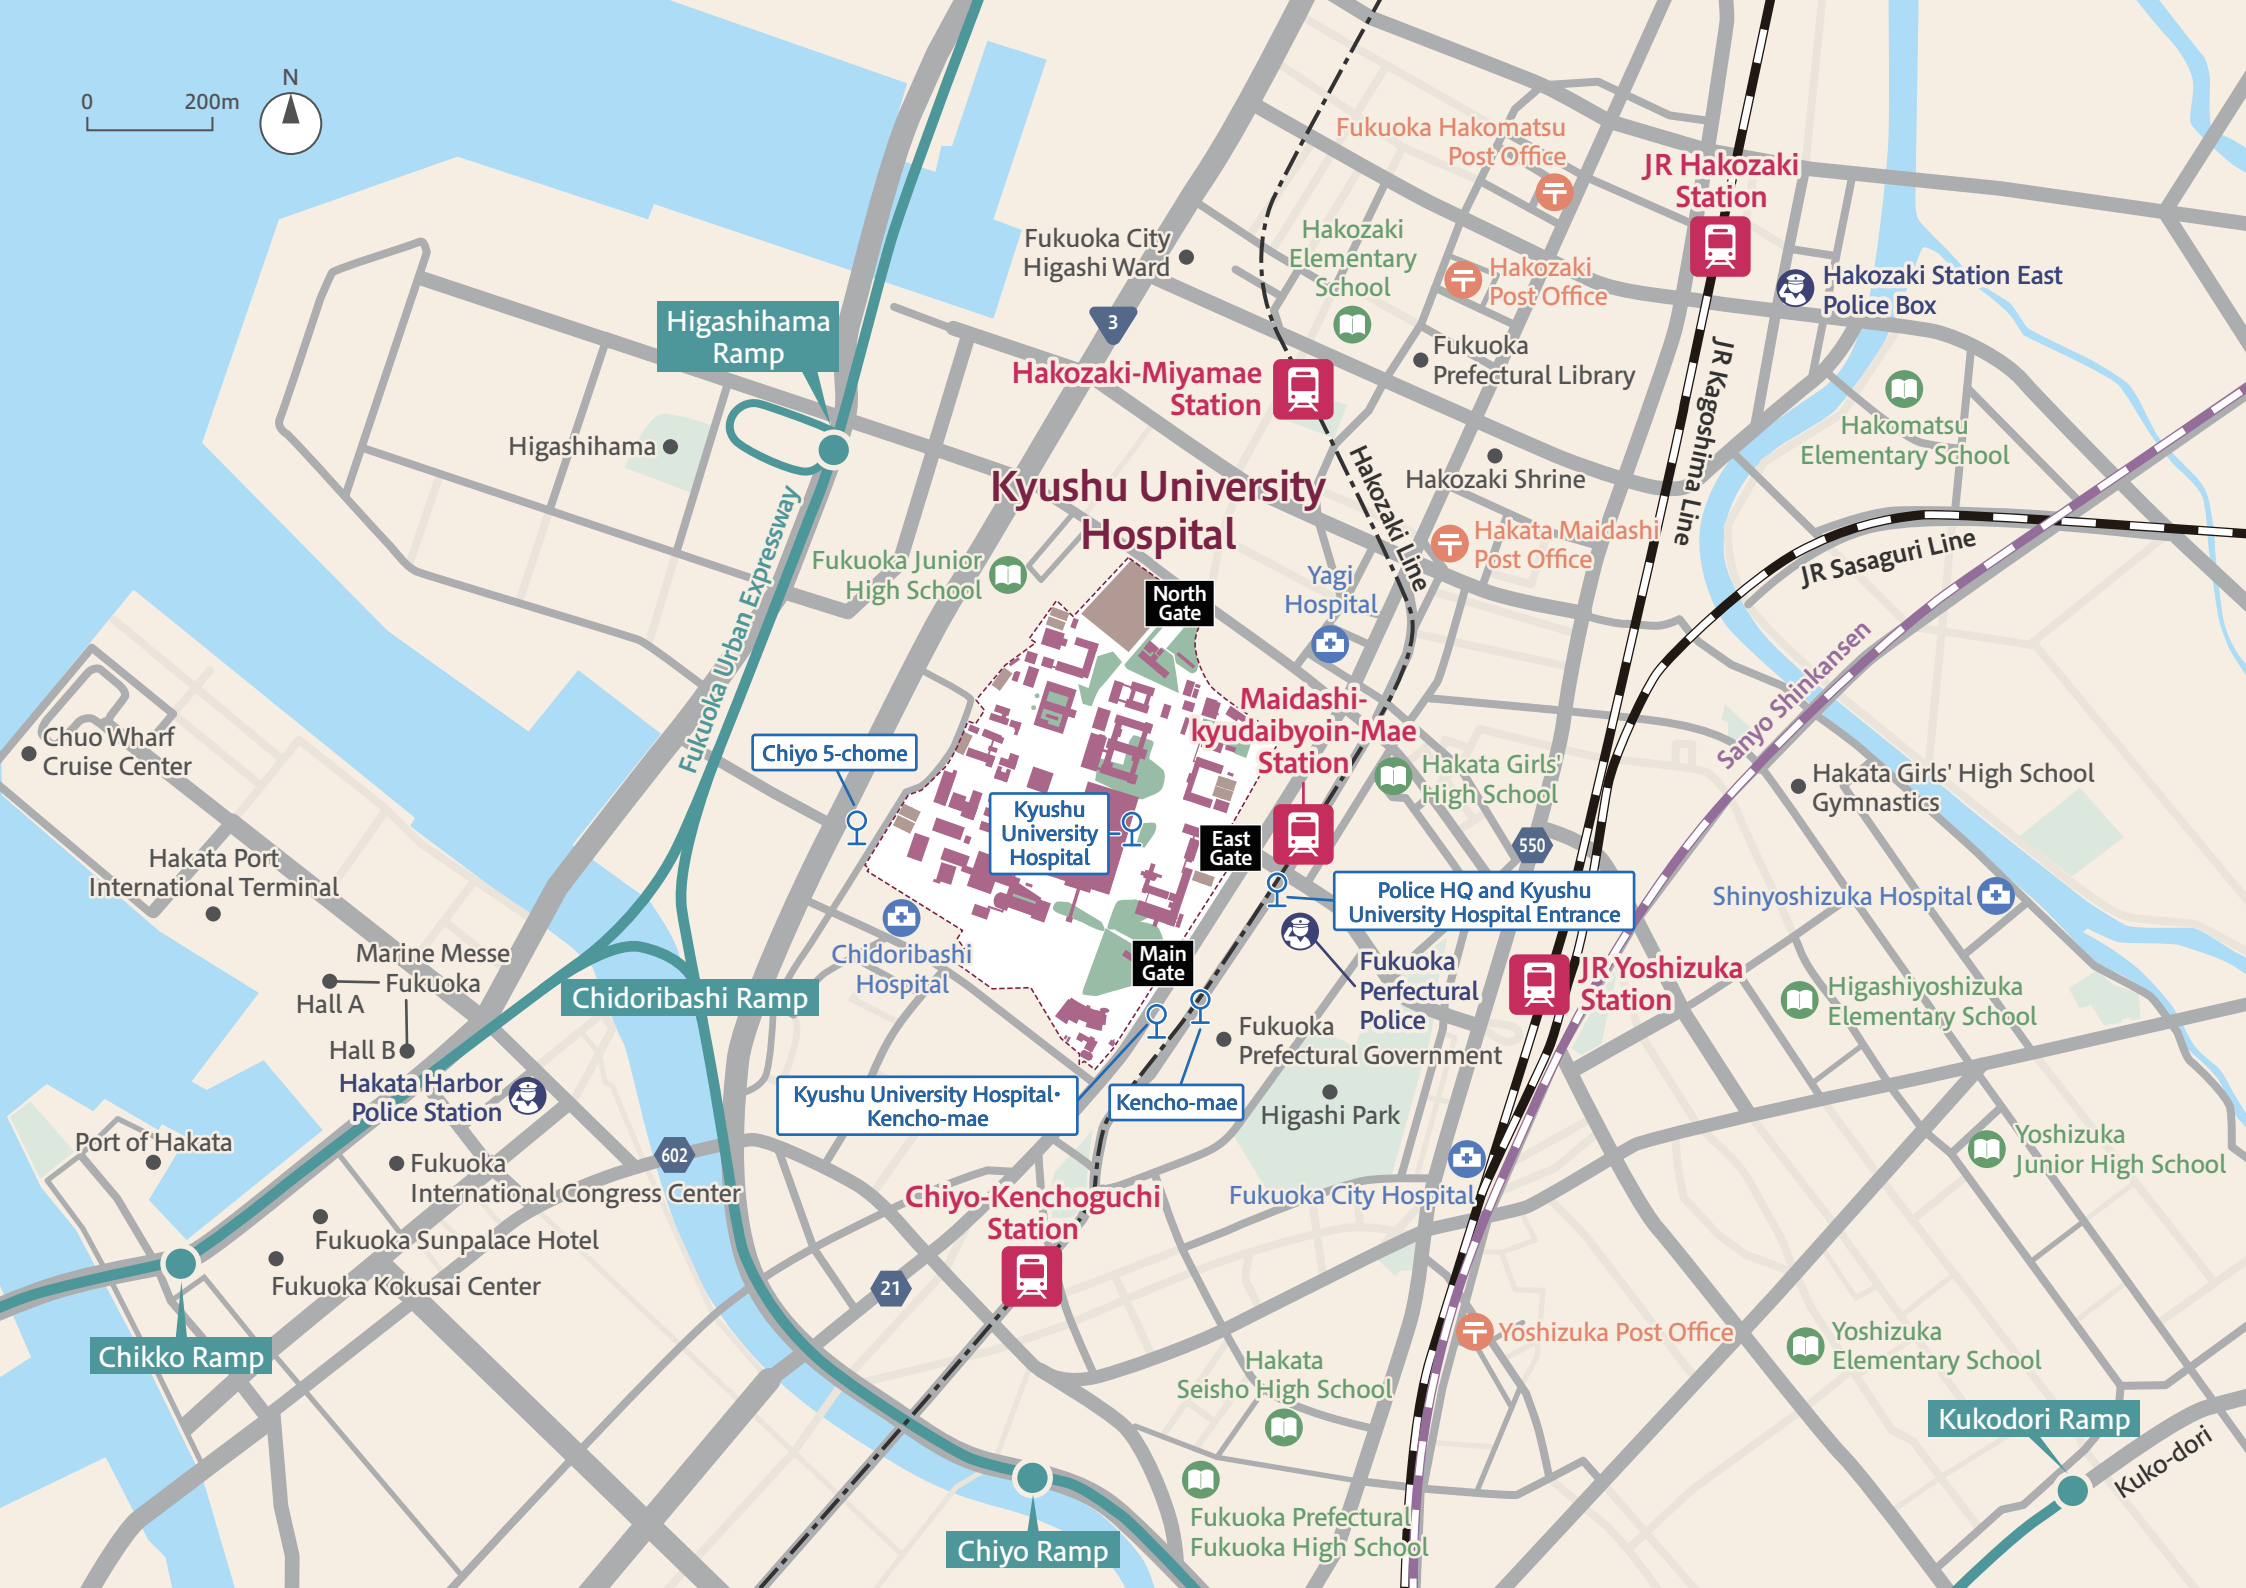 0 200m
N
Fukuoka Hakomatsu
Post Office
JR Hakozaki
Station
Fukuoka City
Higashi Ward
Hakozaki
Elementary
School
Hakozaki
Post Office
Hakozaki Station East
Police Box
Higashihama
Ramp
3
Fukuoka
Prefectural Library
JR Kagoshima Line
Hakozaki-Miyamae
Station
Hakomatsu
Elementary School
Higashihama
Hakozaki Line
Hakozaki Shrine
Kyushu University
Hospital
Fukuoka Urban Expressway
Hakata Maidashi
Post Office
JR Sasaguri Line
Fukuoka Junior
High School
Yagi
Hospital
North
Gate
Sanyo Shinkansen
Maidashi-
kyudaibyoin-Mae
Station
Chuo Wharf
Cruise Center
Chiyo 5-chome
Hakata Girls'
High School
Hakata Girls' High School
Gymnastics
Kyushu
University
Hospital
East
Gate
550
Hakata Port
International Terminal
Police HQ and Kyushu
University Hospital Entrance
Shinyoshizuka Hospital
Chidoribashi
Hospital
Main
Gate
Marine Messe
Fukuoka
Hall A
Hall B
Chidoribashi Ramp
Fukuoka
Perfectural
Police
JR Yoshizuka
Station
Higashiyoshizuka
Elementary School
Fukuoka
Prefectural Government
Hakata Harbor
Police Station
Kyushu University Hospital·
Kencho-mae
Kencho-mae
Higashi Park
Port of Hakata
602
Fukuoka
International Congress Center
Yoshizuka
Junior High School
Chiyo-Kenchoguchi
Station
Fukuoka City Hospital
Fukuoka Sunpalace Hotel
Fukuoka Kokusai Center
21
Chikko Ramp
Yoshizuka Post Office
Yoshizuka
Elementary School
Hakata
Seisho High School
Kukodori Ramp
Kuko-dori
Fukuoka Prefectural
Fukuoka High School
Chiyo Ramp